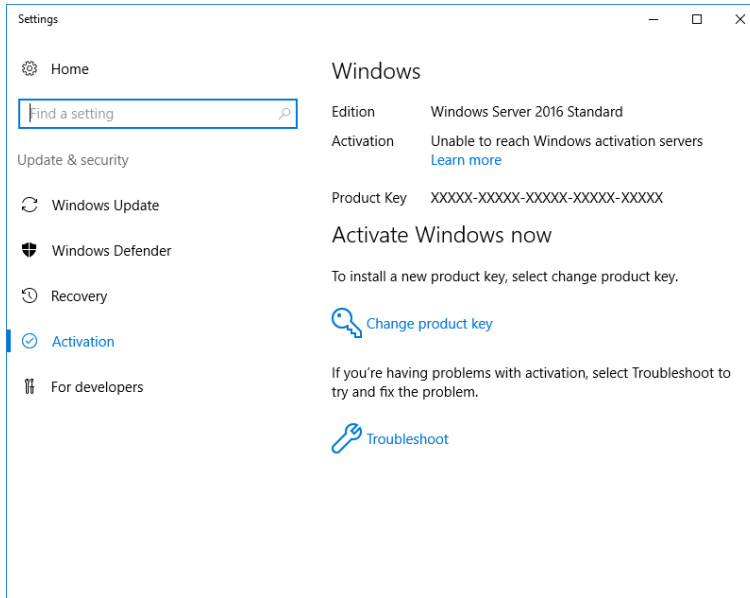 Settings
Home
Find a setting
Update & security
Windows Update
Windows Defender
Recovery
Activation
For developers
Windows
Edition Windows Server 2016 Standard
Activation Unable to reach Windows activation servers
Learn more
Product Key XXXXX-XXXXX-XXXXX-XXXXX-XXXXX
Activate Windows now
To install a new product key, select change product key.
Change product key
If you're having problems with activation, select Troubleshoot to
try and fix the problem.
Troubleshoot